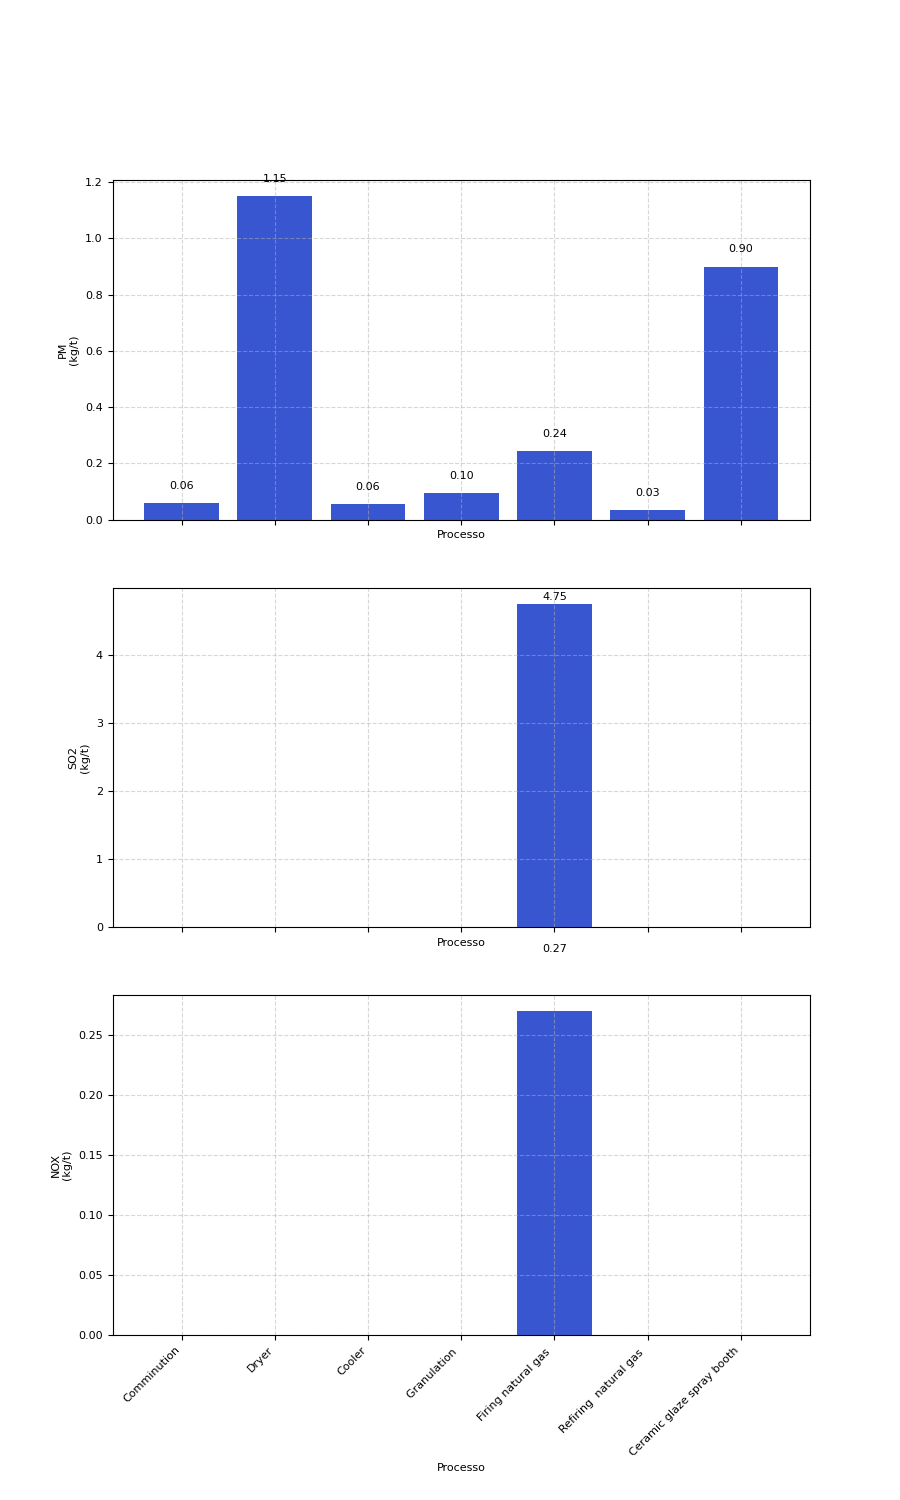 1.15
1.2
1.0
0.90
0.8
PM
(kg/t)
0.6
0.4
0.24
0.2
0.06
0.06
0.10
0.03
0.0
Processo
4.75
4
3
SO2
(kg/t)
2
1
0
Processo
0.27
0.25
0.20
NOX
(kg/t)
0.15
0.10
0.05
0.00
Comminution
Dryer
Cooler
Granulation
Firing natural gas
Refiring  natural gas
Ceramic glaze spray booth
Processo